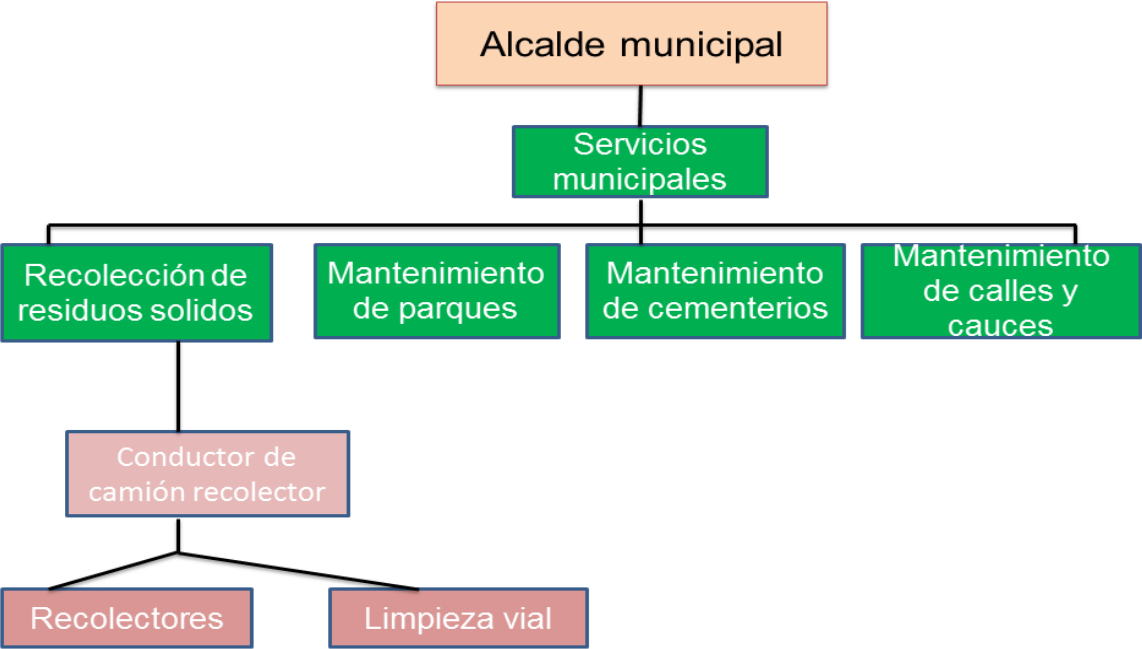 Alcalde municipal
Servicios
municipales
Recolección de
residuos solidos
Mantenimiento
de parques
Mantenimiento
de cementerios
Mantenimiento
de calles y
cauces
Conductor de
camión recolector
Recolectores
Limpieza vial